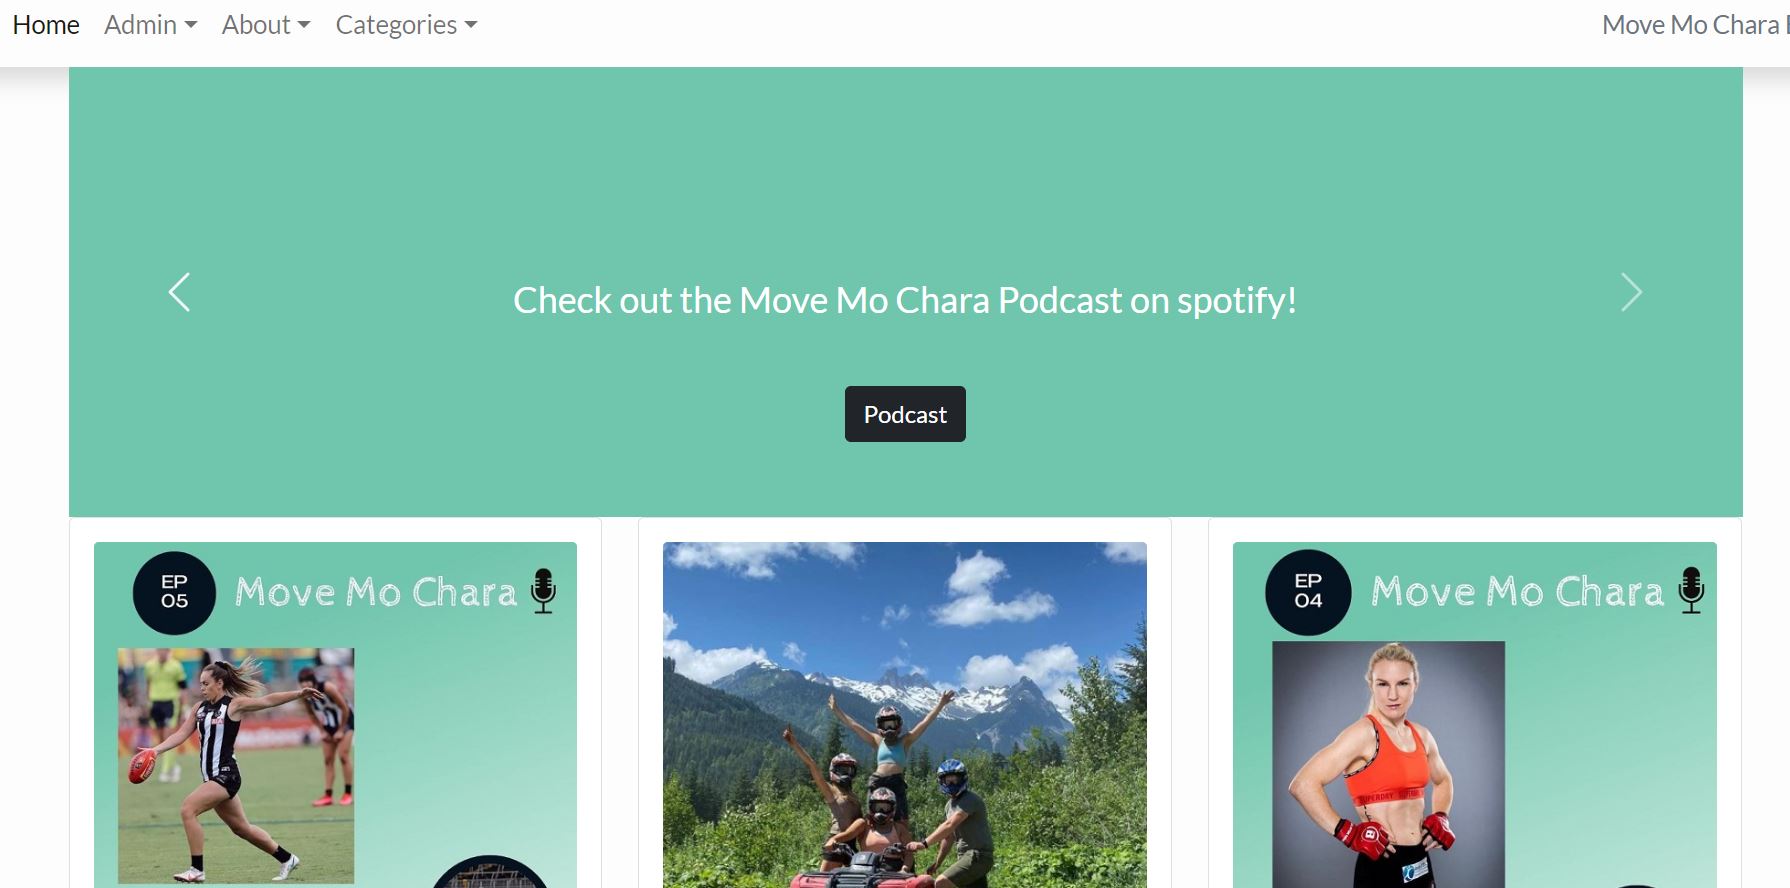 Home Admin About Categories Move Mo Chara
Check out the Move Mo Chara Podcast on spotify!
Podcast
EP
05
Move Mo Chara
EP
04
Move Mo Chara
SUPERDRY